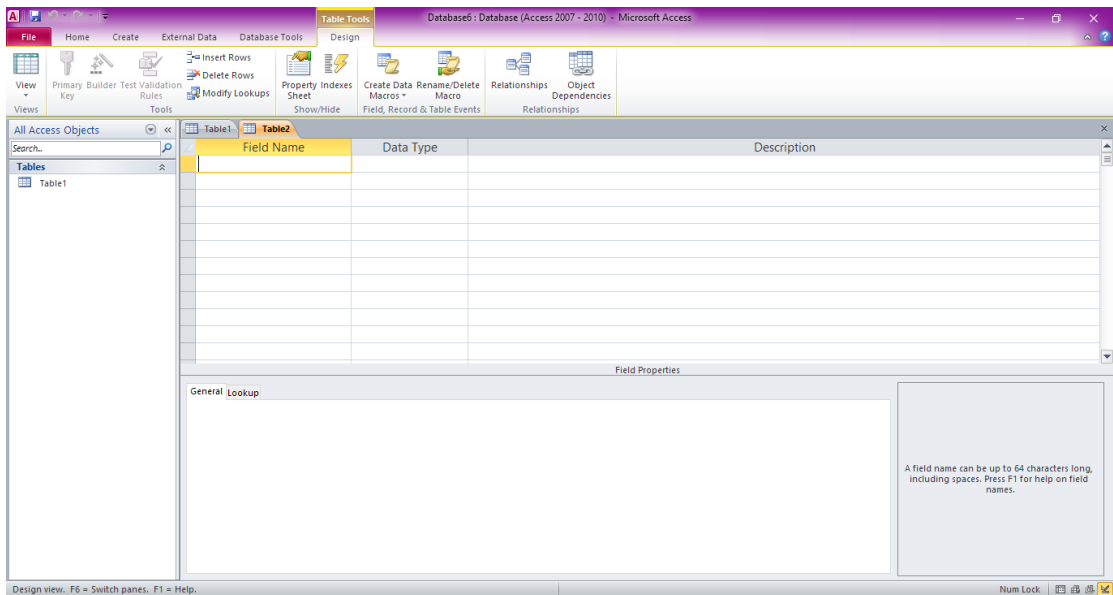 A
Table Tools
Database6 : Database (Access 2007 - 2010) - Microsoft Access
File Home Create External Data Database Tools Design
View
Primary Key
Builder
Test Validation Rules
Insert Rows
Delete Rows
Modify Lookups
Property Sheet
Indexes
Create Data Macros
Rename/Delete Macro
Relationships
Object Dependencies
Views
Tools
Show/Hide
Field, Record & Table Events
Relationships
All Access Objects
Search...
Tables
Table1
Table1 Table2
Field Name Data Type Description
Field Properties
General Lookup
A field name can be up to 64 characters long,
including spaces. Press F1 for help on field
names.
Design view. F6 = Switch panes. F1 = Help.
Num Lock